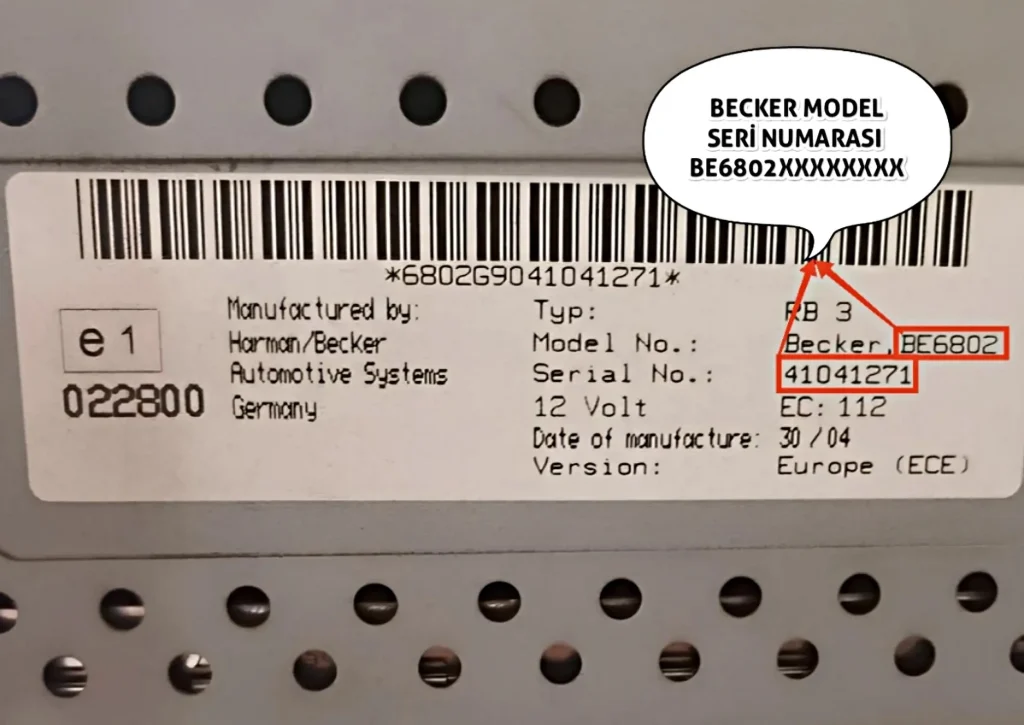 BECKER MODEL
SERİ NUMARASI
BE6802XXXXXXXX
*6802G9041041271*
e 1
022800
Manufactured by:
Harman/Becker
Automotive Systems
Germany
Typ: RB 3
Model No.: Becker, BE6802
Serial No.: 41041271
12 Volt EC: 112
Date of manufacture: 30/04
Version: Europe (ECE)